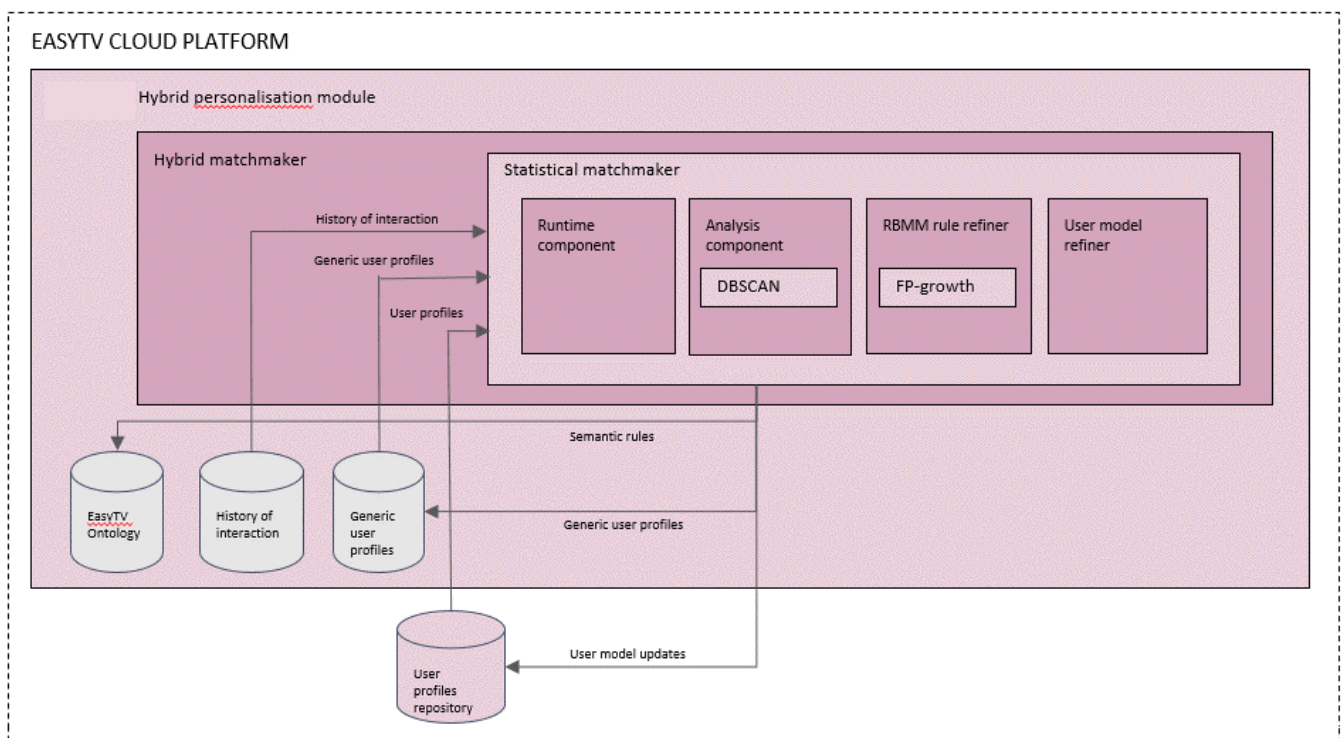 EASYTV CLOUD PLATFORM
Hybrid personalisation module
Hybrid matchmaker
Statistical matchmaker
History of interaction
Generic user profiles
User profiles
Runtime
component
Analysis
component
DBSCAN
RBMM rule refiner
FP-growth
User model
refiner
Semantic rules
EasyTV
Ontology
History of
interaction
Generic
user
profiles
Generic user profiles
User model updates
User
profiles
repository